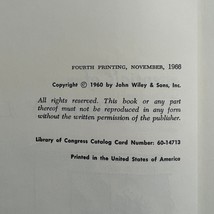 FOURTH PRINTING, NOVEMBER, 1968
Copyright © 1960 by John Wiley & Sons, Inc.
All rights reserved. This book or any part
thereof must not be reproduced in any form
without the written permission of the publisher.
Library of Congress Catalog Card Number: 60-14713
Printed in the United States of America